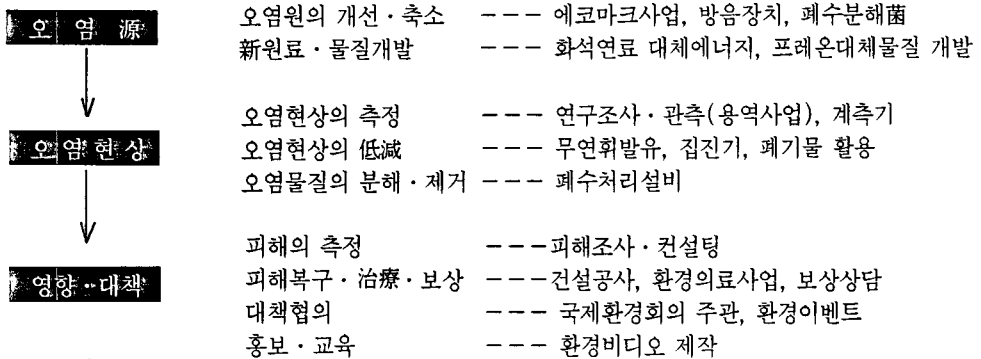 오염源
오염원의 개선·축소 --- 에코마크사업, 방음장치, 폐수분해菌
新원료·물질개발 --- 화석연료 대체에너지, 프레온대체물질 개발
오염현상
오염현상의 측정 --- 연구조사·관측(용역사업), 계측기
오염현상의 低減 --- 무연휘발유, 집진기, 폐기물 활용
오염물질의 분해·제거 --- 폐수처리설비
영향··대책
피해의 측정 ---피해조사·컨설팅
피해복구·治療·보상 ---건설공사, 환경의료사업, 보상상담
대책협의 --- 국제환경회의 주관, 환경이벤트
홍보·교육 --- 환경비디오 제작